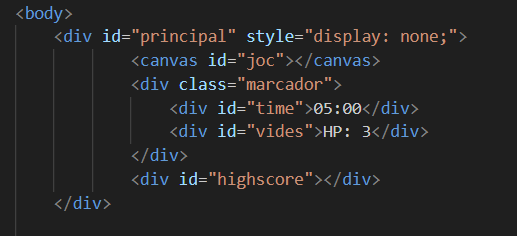 <body>
<div id="principal" style="display: none;">
<canvas id="joc"></canvas>
<div class="marcador">
<div id="time">05:00</div>
<div id="vides">HP: 3</div>
</div>
<div id="highscore"></div>
</div>